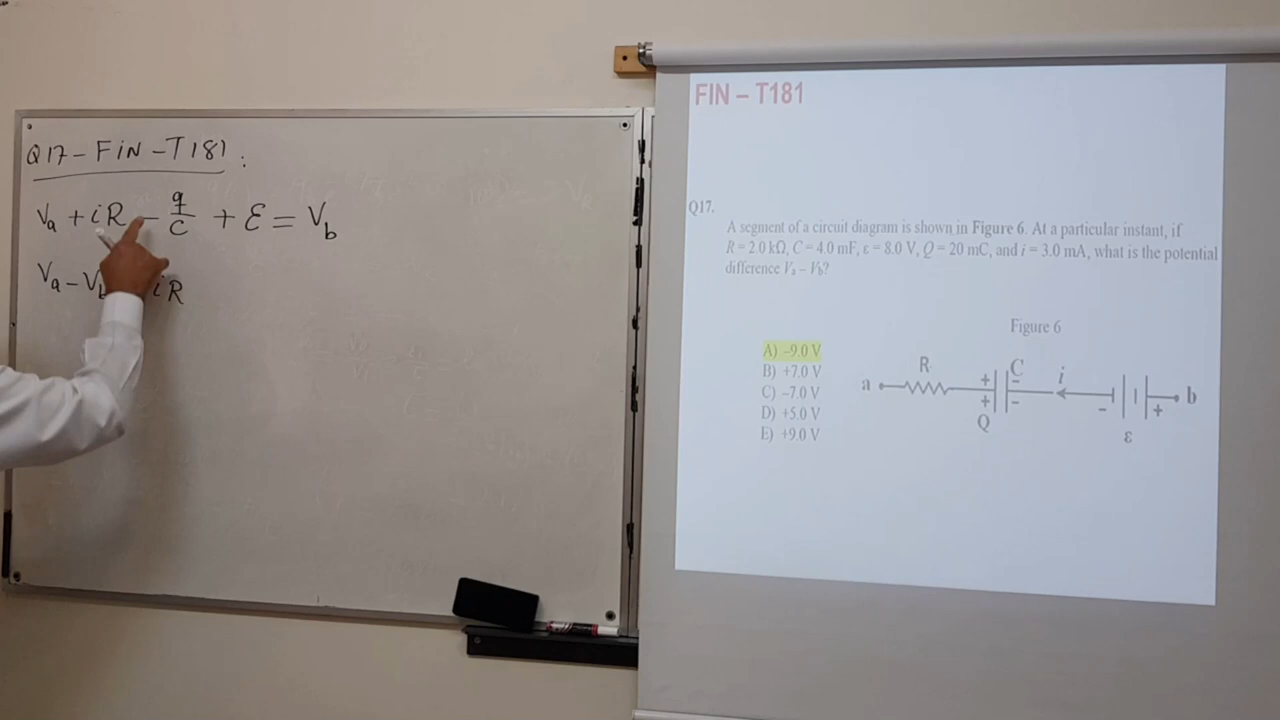 Q17 - FIN - T181 :
Va + iR - q/C + Ɛ = Vb
Va - Vb iR
FIN – T181
Q17.
A segment of a circuit diagram is shown in Figure 6. At a particular instant, if
R = 2.0 kΩ, C = 4.0 mF, ε = 8.0 V, Q = 20 mC, and i = 3.0 mA, what is the potential
difference Va – Vb?
Figure 6
A) –9.0 V
B) +7.0 V
C) –7.0 V
D) +5.0 V
E) +9.0 V
R C i
a + - b
+ - - +
Q ε